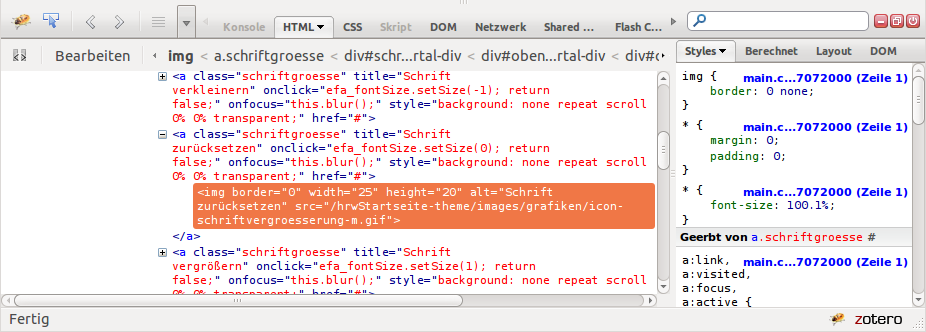 Konsole HTML CSS Skript DOM Netzwerk Shared ... Flash C...
Bearbeiten img < a.schriftgroesse < div#schr...rtal-div < div#oben...rtal-div < div#c
Styles Berechnet Layout DOM
<a class="schriftgroesse" title="Schrift
verkleinern" onclick="efa_fontSize.setSize(-1); return
false;" onfocus="this.blur();" style="background: none repeat scroll
0% 0% transparent;" href="#">
<a class="schriftgroesse" title="Schrift
zurücksetzen" onclick="efa_fontSize.setSize(0); return
false;" onfocus="this.blur();" style="background: none repeat scroll
0% 0% transparent;" href="#">
<img border="0" width="25" height="20" alt="Schrift
zurücksetzen" src="/hrwStartseite-theme/images/grafiken/icon-
schriftvergroesserung-m.gif">
</a>
<a class="schriftgroesse" title="Schrift
vergrößern" onclick="efa_fontSize.setSize(1); return
false;" onfocus="this.blur();" style="background: none repeat scroll
0% 0% transparent;" href="#">
img { main.c...7072000 (Zeile 1)
border: 0 none;
}
* { main.c...7072000 (Zeile 1)
margin: 0;
padding: 0;
}
* { main.c...7072000 (Zeile 1)
font-size: 100.1%;
}
Geerbt von a.schriftgroesse #
a:link, main.c...7072000 (Zeile 1)
a:visited,
a:focus,
a:active {
Fertig
zotero